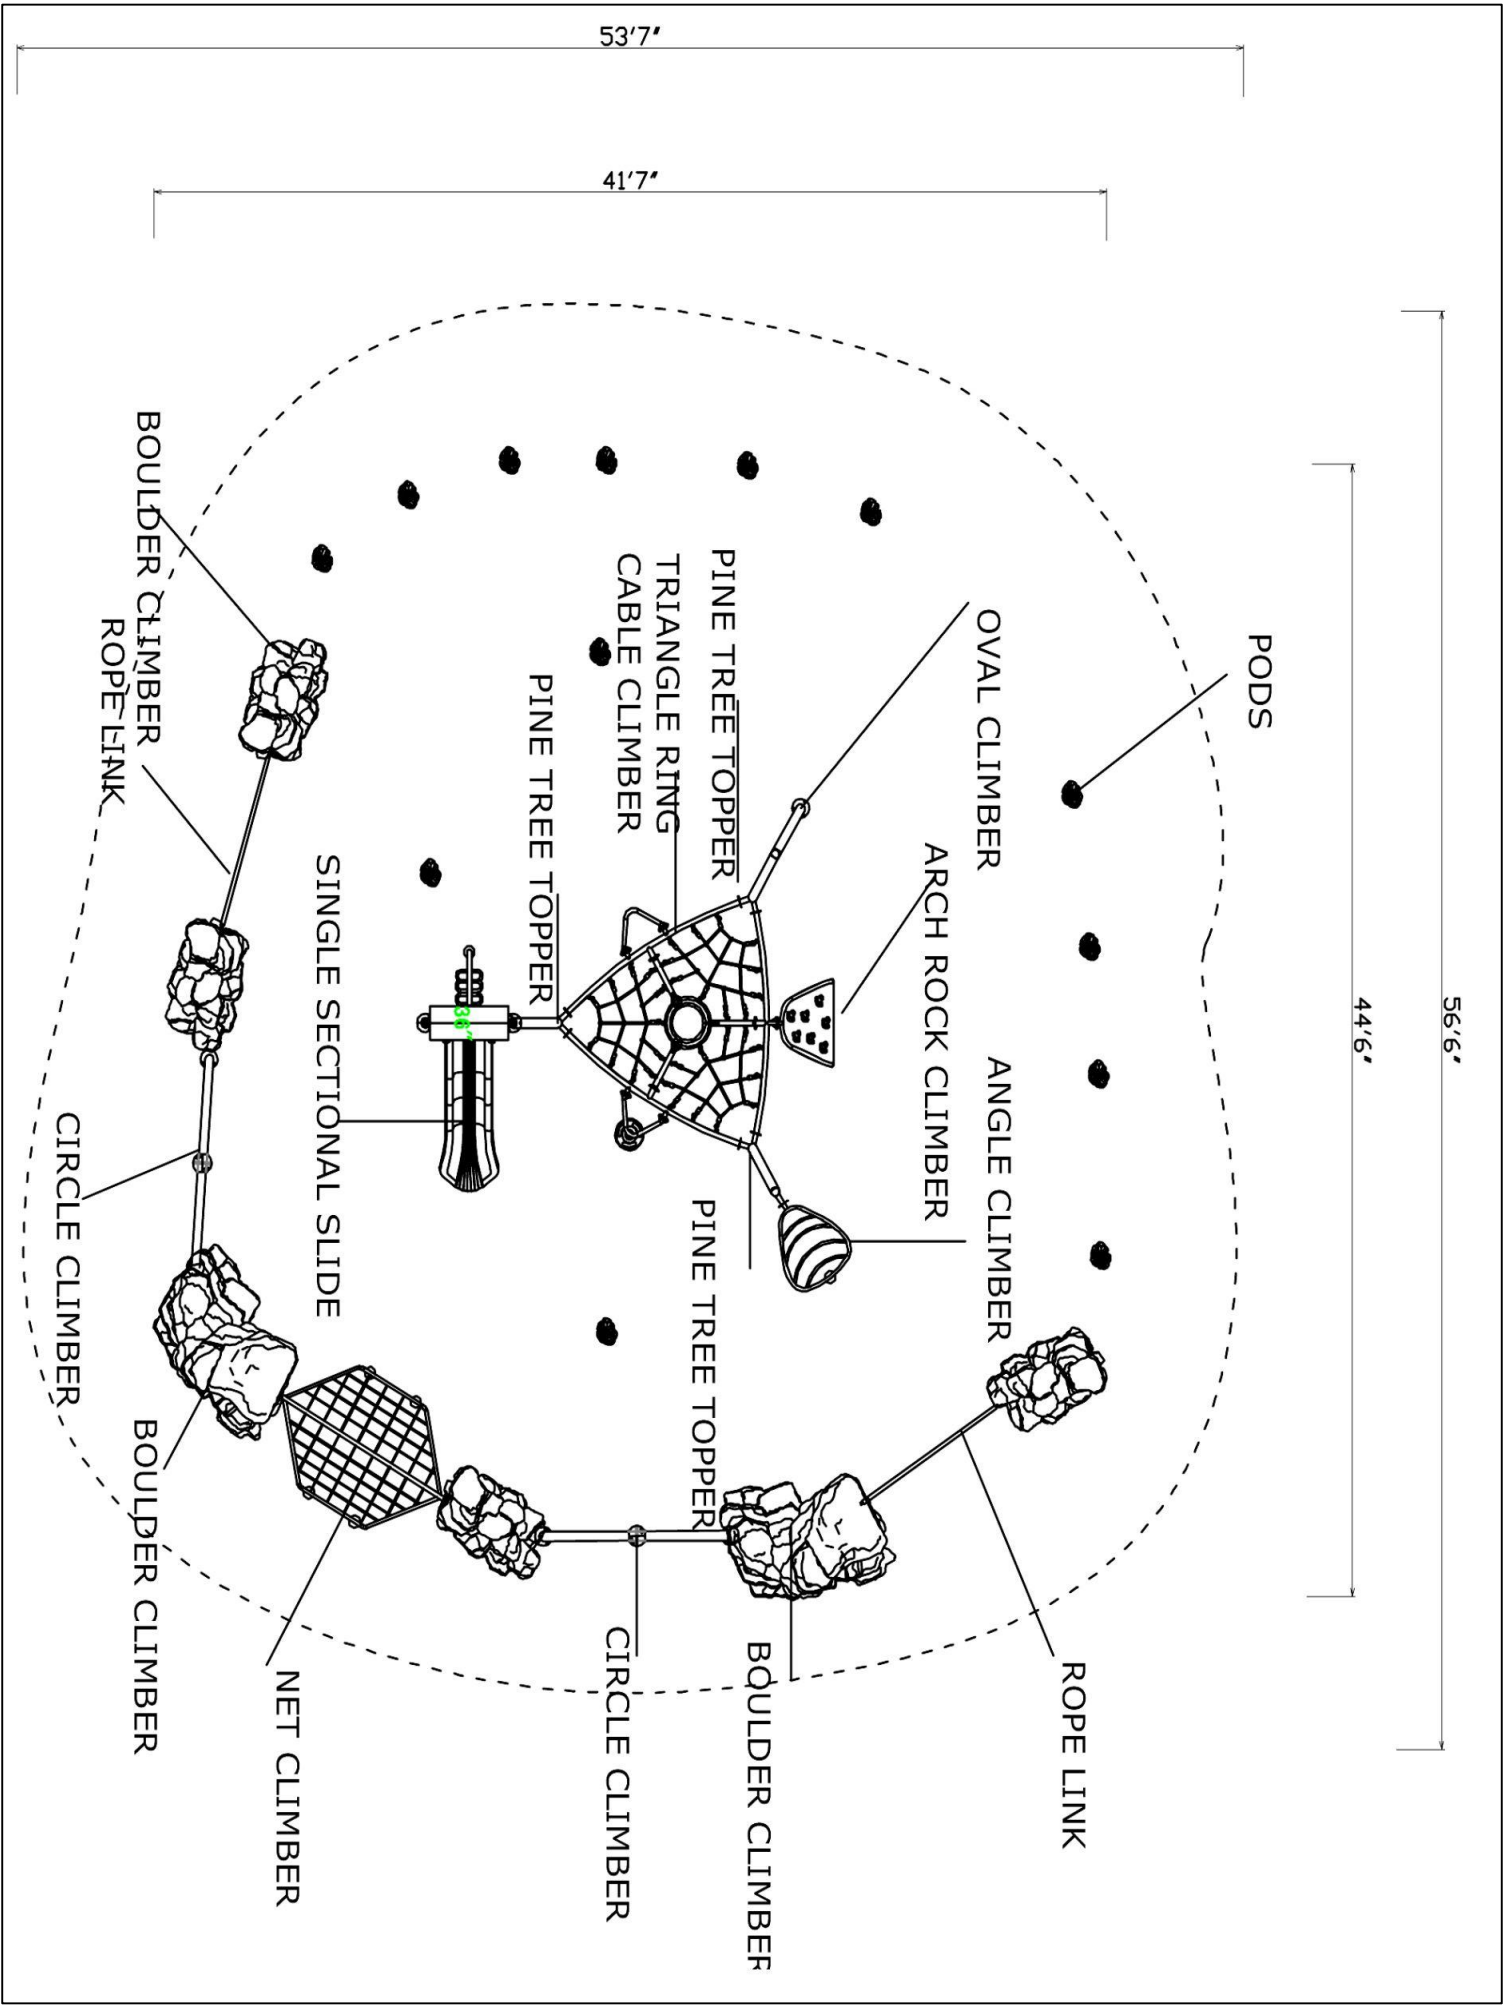 56'6"
44'6"
53'7"
41'7"
PODS
ROPE LINK
OVAL CLIMBER
ANGLE CLIMBER
ARCH ROCK CLIMBER
PINE TREE TOPPER
PINE TREE TOPPER
BOULDER CLIMBER
TRIANGLE RING
CABLE CLIMBER
CIRCLE CLIMBER
PINE TREE TOPPER
36"
SINGLE SECTIONAL SLIDE
NET CLIMBER
BOULDER CLIMBER
BOULDER CLIMBER
ROPE LINK
CIRCLE CLIMBER